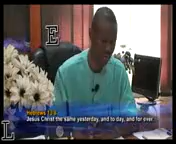 E
Hebrews 13:8
Jesus Christ the same yesterday, and to day, and for ever.
L